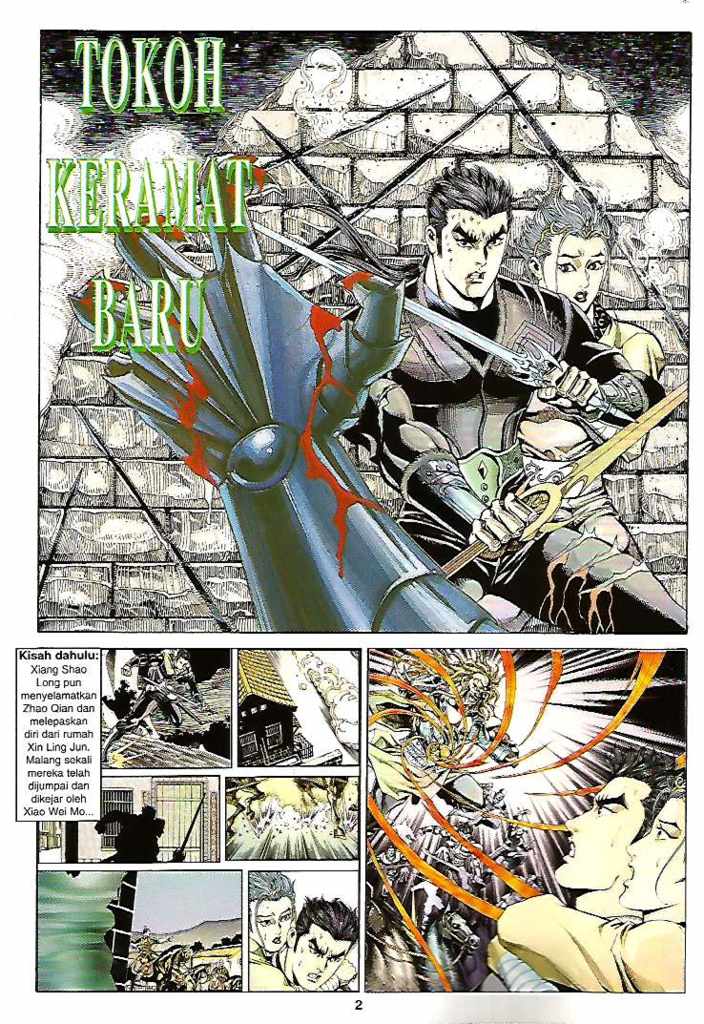 TOKOH
KERAMAT
BARU
Kisah dahulu:
Xiang Shao
Long pun
menyelamatkan
Zhao Qian dan
melepaskan
diri dari rumah
Xin Ling Jun.
Malang sekali
mereka telah
dijumpai dan
dikejar oleh
Xiao Wei Mo...
2